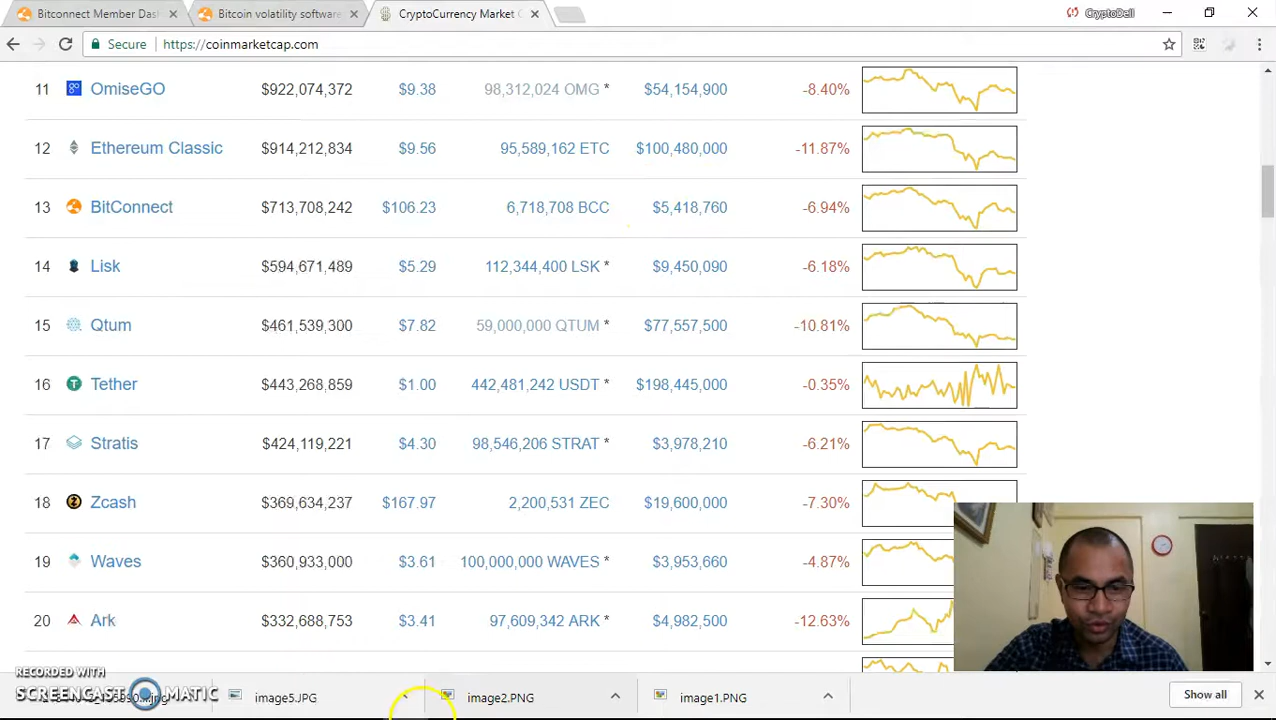 Bitconnect Member Das
Bitcoin volatility software
CryptoCurrency Market C
CryptoDell
Secure
https://coinmarketcap.com
11 OmiseGO $922,074,372 $9.38 98,312,024 OMG * $54,154,900 -8.40%
12 Ethereum Classic $914,212,834 $9.56 95,589,162 ETC $100,480,000 -11.87%
13 BitConnect $713,708,242 $106.23 6,718,708 BCC $5,418,760 -6.94%
14 Lisk $594,671,489 $5.29 112,344,400 LSK * $9,450,090 -6.18%
15 Qtum $461,539,300 $7.82 59,000,000 QTUM * $77,557,500 -10.81%
16 Tether $443,268,859 $1.00 442,481,242 USDT * $198,445,000 -0.35%
17 Stratis $424,119,221 $4.30 98,546,206 STRAT * $3,978,210 -6.21%
18 Zcash $369,634,237 $167.97 2,200,531 ZEC $19,600,000 -7.30%
19 Waves $360,933,000 $3.61 100,000,000 WAVES * $3,953,660 -4.87%
20 Ark $332,688,753 $3.41 97,609,342 ARK * $4,982,500 -12.63%
RECORDED WITH
SCREENCAST MATIC
image5.JPG
image2.PNG
image1.PNG
Show all